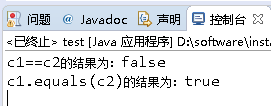 问题 @ Javadoc 声明 控制台
<已终止> test [Java 应用程序] D:\software\inst
c1==c2的结果为：false
c1.equals(c2)的结果为：true